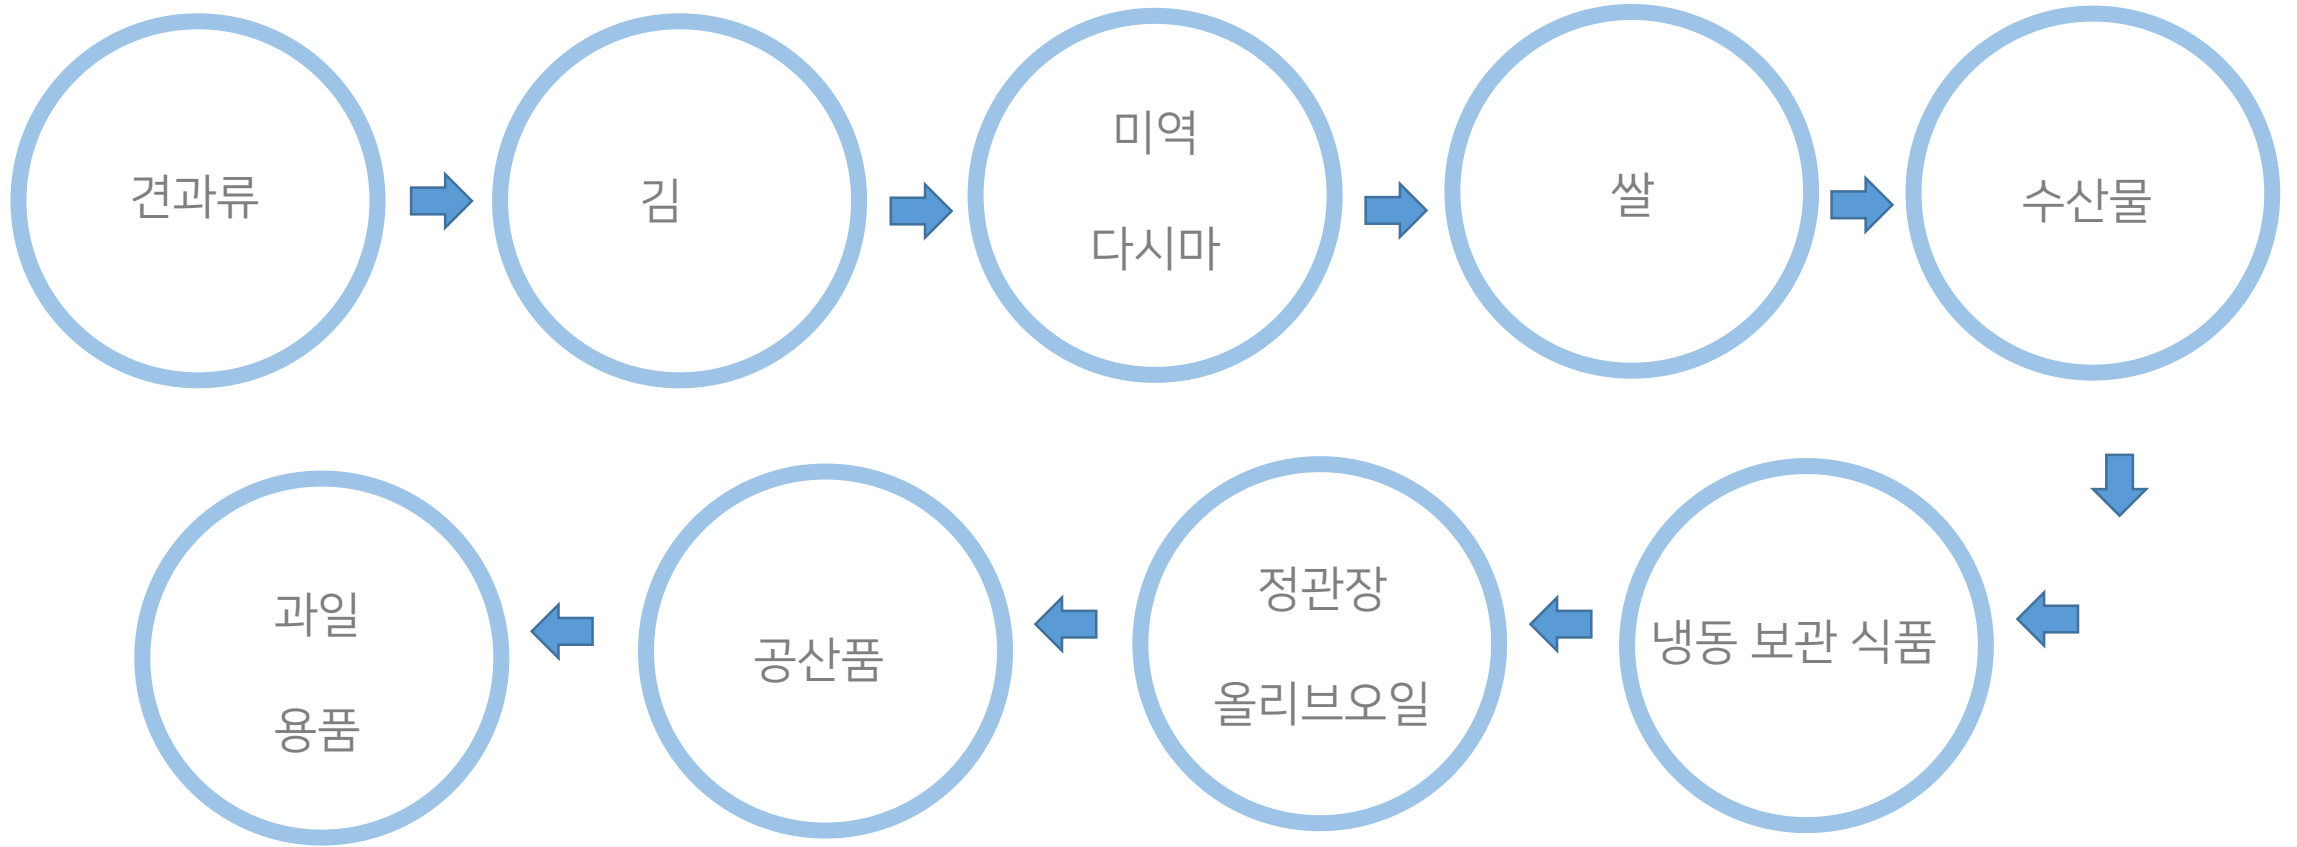 견과류
김
미역
다시마
쌀
수산물
냉동 보관 식품
정관장
올리브오일
공산품
과일
용품